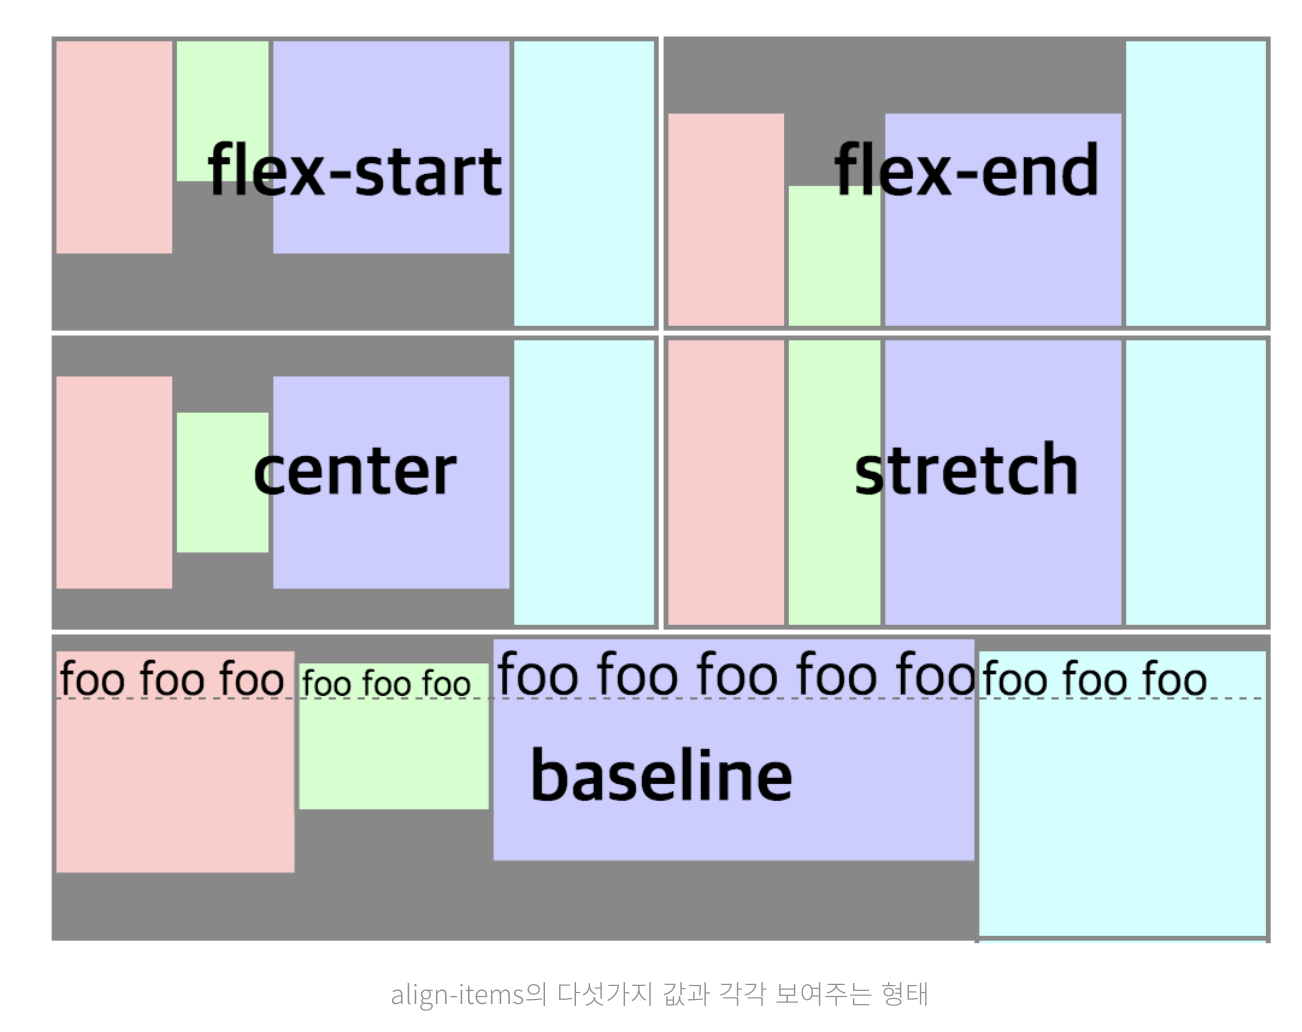 flex-start
flex-end
center
stretch
foo foo foo
foo foo foo
foo foo foo foo foo
foo foo foo
baseline
align-items의 다섯가지 값과 각각 보여주는 형태